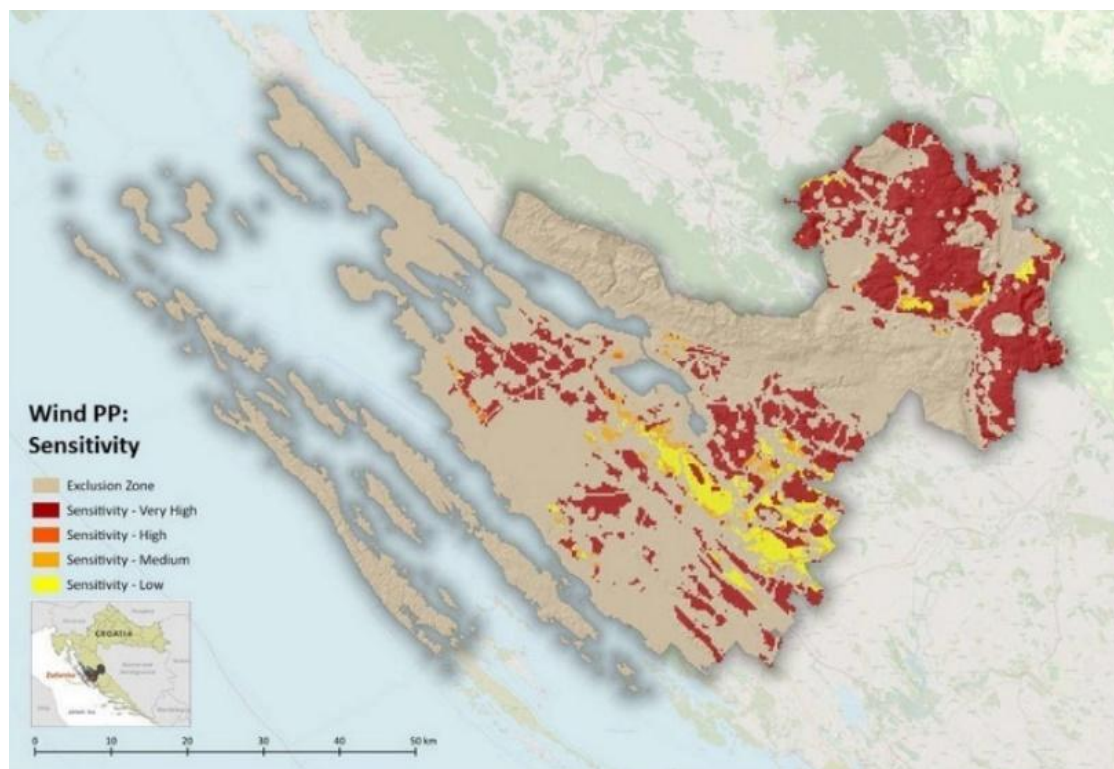 Wind PP:
Sensitivity
Exclusion Zone
Sensitivity - Very High
Sensitivity - High
Sensitivity - Medium
Sensitivity - Low
CROATIA
0 10 20 30 40 50 km